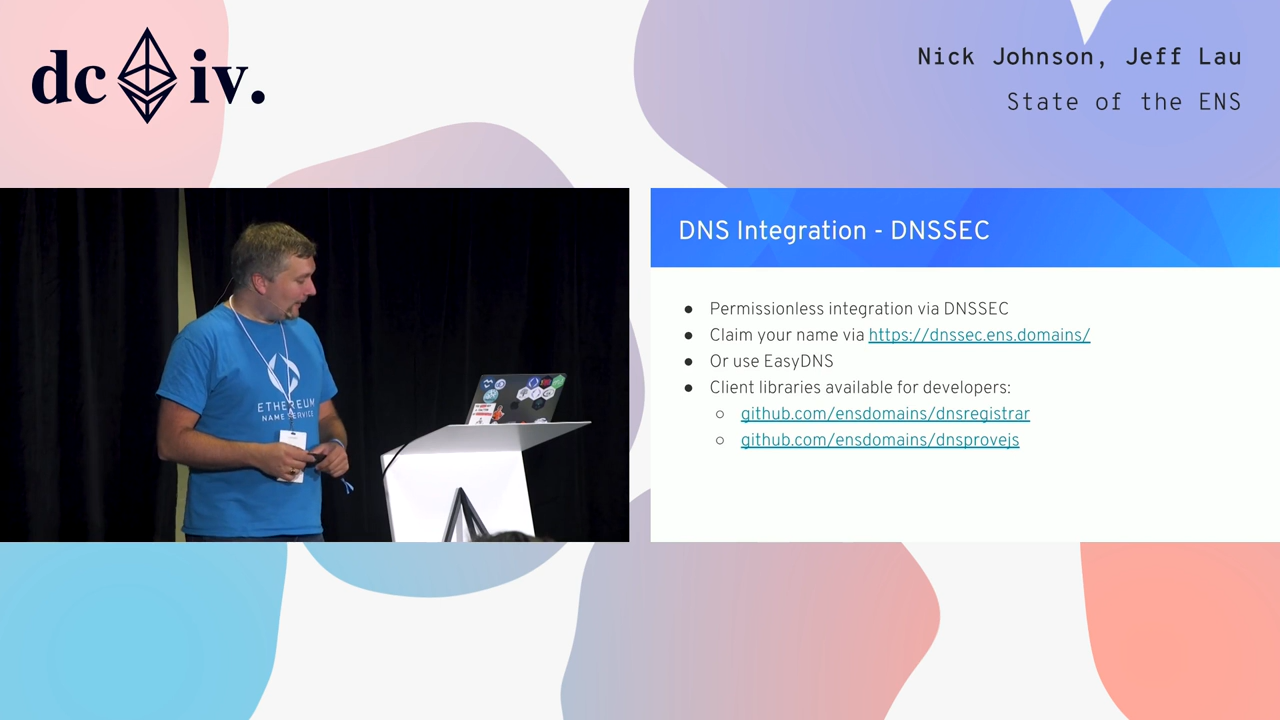 dc iv.
Nick Johnson, Jeff Lau
State of the ENS
ETHEREUM
NAME SERVICE
DNS Integration - DNSSEC
● Permissionless integration via DNSSEC
● Claim your name via https://dnssec.ens.domains/
● Or use EasyDNS
● Client libraries available for developers:
○ github.com/ensdomains/dnsregistrar
○ github.com/ensdomains/dnsprovejs